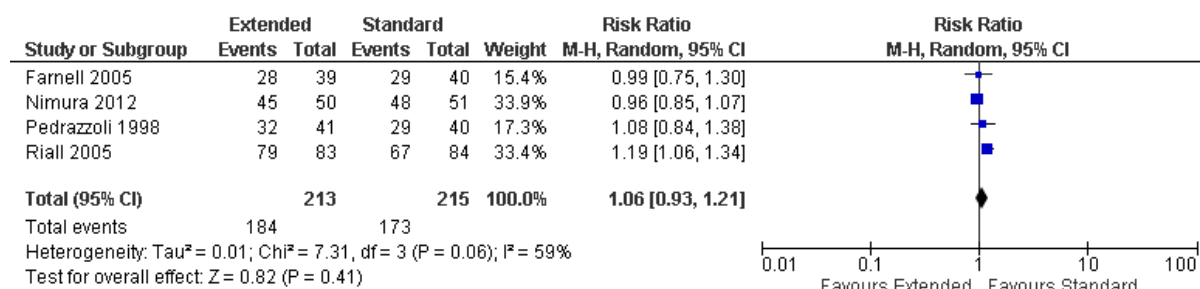 Extended Standard Risk Ratio Risk Ratio
Study or Subgroup Events Total Events Total Weight M-H, Random, 95% CI M-H, Random, 95% CI
Farnell 2005 28 39 29 40 15.4% 0.99 [0.75, 1.30]
Nimura 2012 45 50 48 51 33.9% 0.96 [0.85, 1.07]
Pedrazzoli 1998 32 41 29 40 17.3% 1.08 [0.84, 1.38]
Riall 2005 79 83 67 84 33.4% 1.19 [1.06, 1.34]
Total (95% CI) 213 215 100.0% 1.06 [0.93, 1.21]
Total events 184 173
Heterogeneity: Tau² = 0.01; Chi² = 7.31, df = 3 (P = 0.06); I² = 59%
Test for overall effect: Z = 0.82 (P = 0.41)
0.01 0.1 1 10 100
Favours Extended Favours Standard